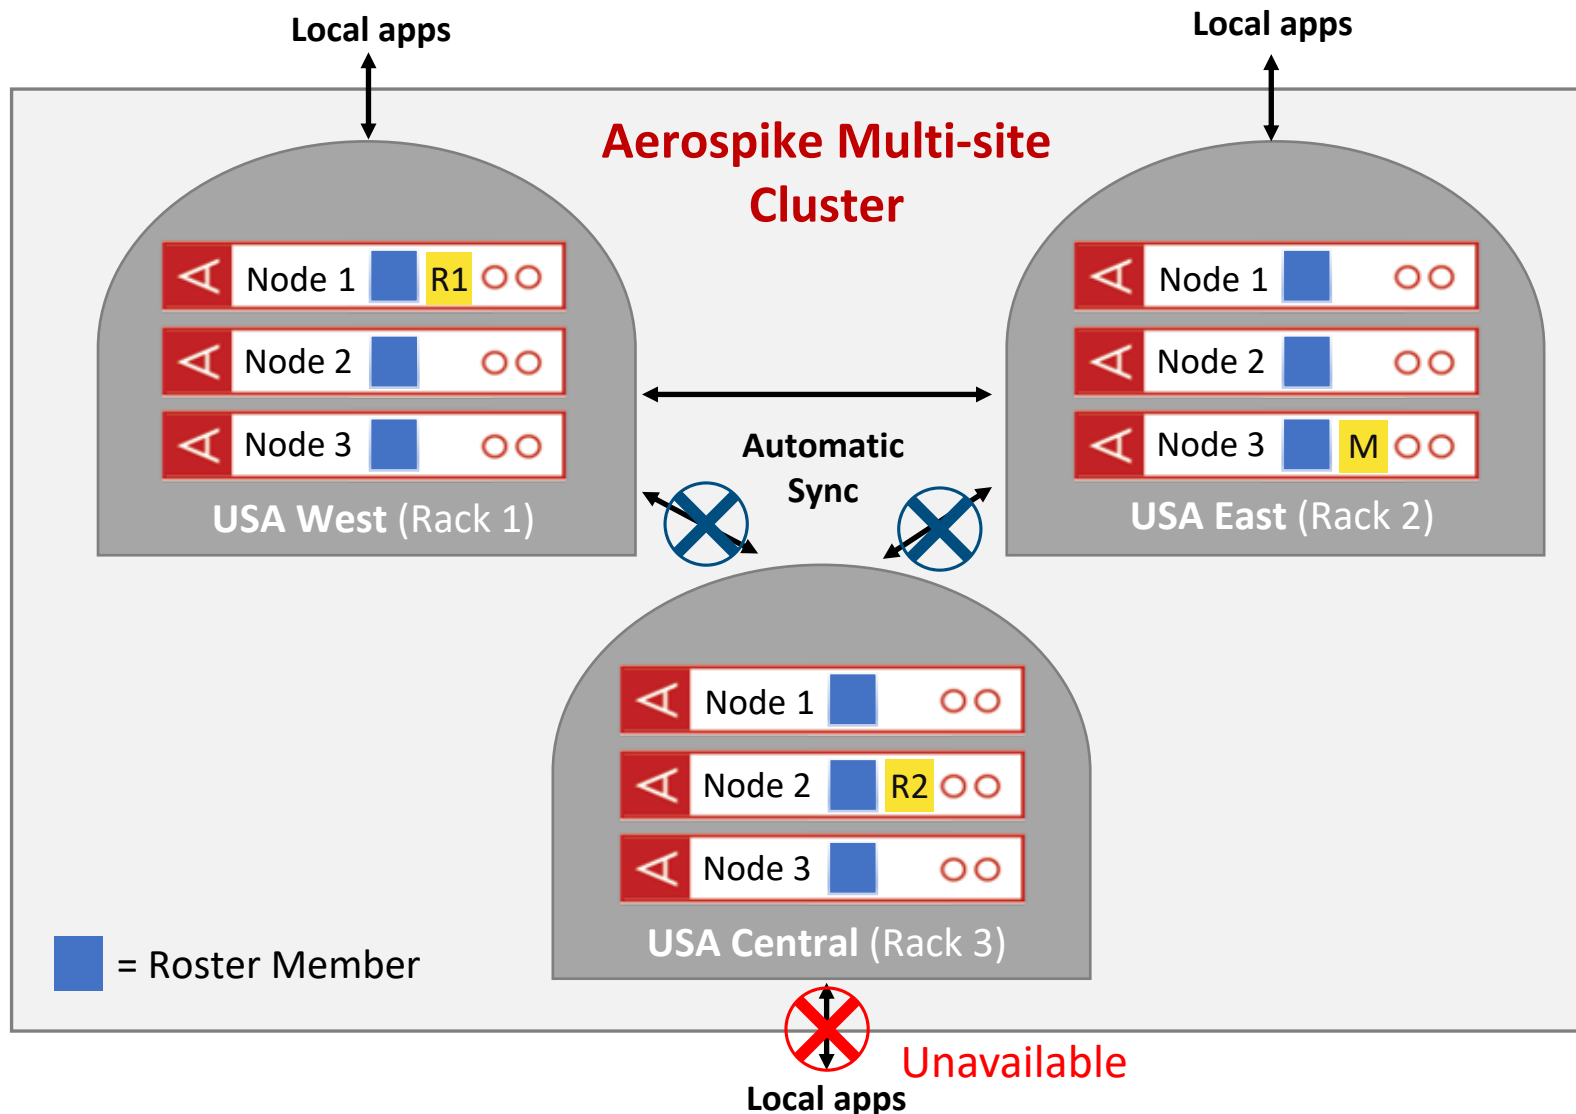 Local apps
Local apps
Aerospike Multi-site
Cluster
A Node 1 R1
A Node 2
A Node 3
USA West (Rack 1)
A Node 1
A Node 2
A Node 3 M
USA East (Rack 2)
Automatic
Sync
A Node 1
A Node 2 R2
A Node 3
USA Central (Rack 3)
= Roster Member
Unavailable
Local apps